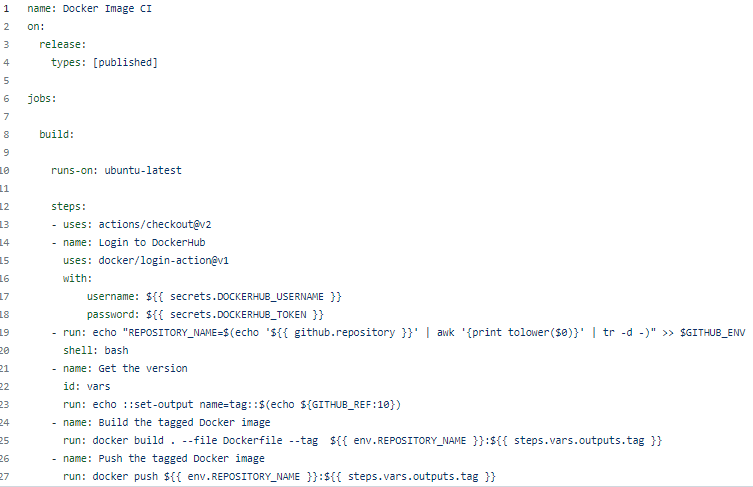 1 name: Docker Image CI
2 on:
3 release:
4 types: [published]
5
6 jobs:
7
8 build:
9
10 runs-on: ubuntu-latest
11
12 steps:
13 - uses: actions/checkout@v2
14 - name: Login to DockerHub
15 uses: docker/login-action@v1
16 with:
17 username: ${{ secrets.DOCKERHUB_USERNAME }}
18 password: ${{ secrets.DOCKERHUB_TOKEN }}
19 - run: echo "REPOSITORY_NAME=$(echo '${{ github.repository }}' | awk '{print tolower($0)}' | tr -d -)" >> $GITHUB_ENV
20 shell: bash
21 - name: Get the version
22 id: vars
23 run: echo ::set-output name=tag::$(echo ${GITHUB_REF:10})
24 - name: Build the tagged Docker image
25 run: docker build . --file Dockerfile --tag  ${{ env.REPOSITORY_NAME }}:${{ steps.vars.outputs.tag }}
26 - name: Push the tagged Docker image
27 run: docker push ${{ env.REPOSITORY_NAME }}:${{ steps.vars.outputs.tag }}